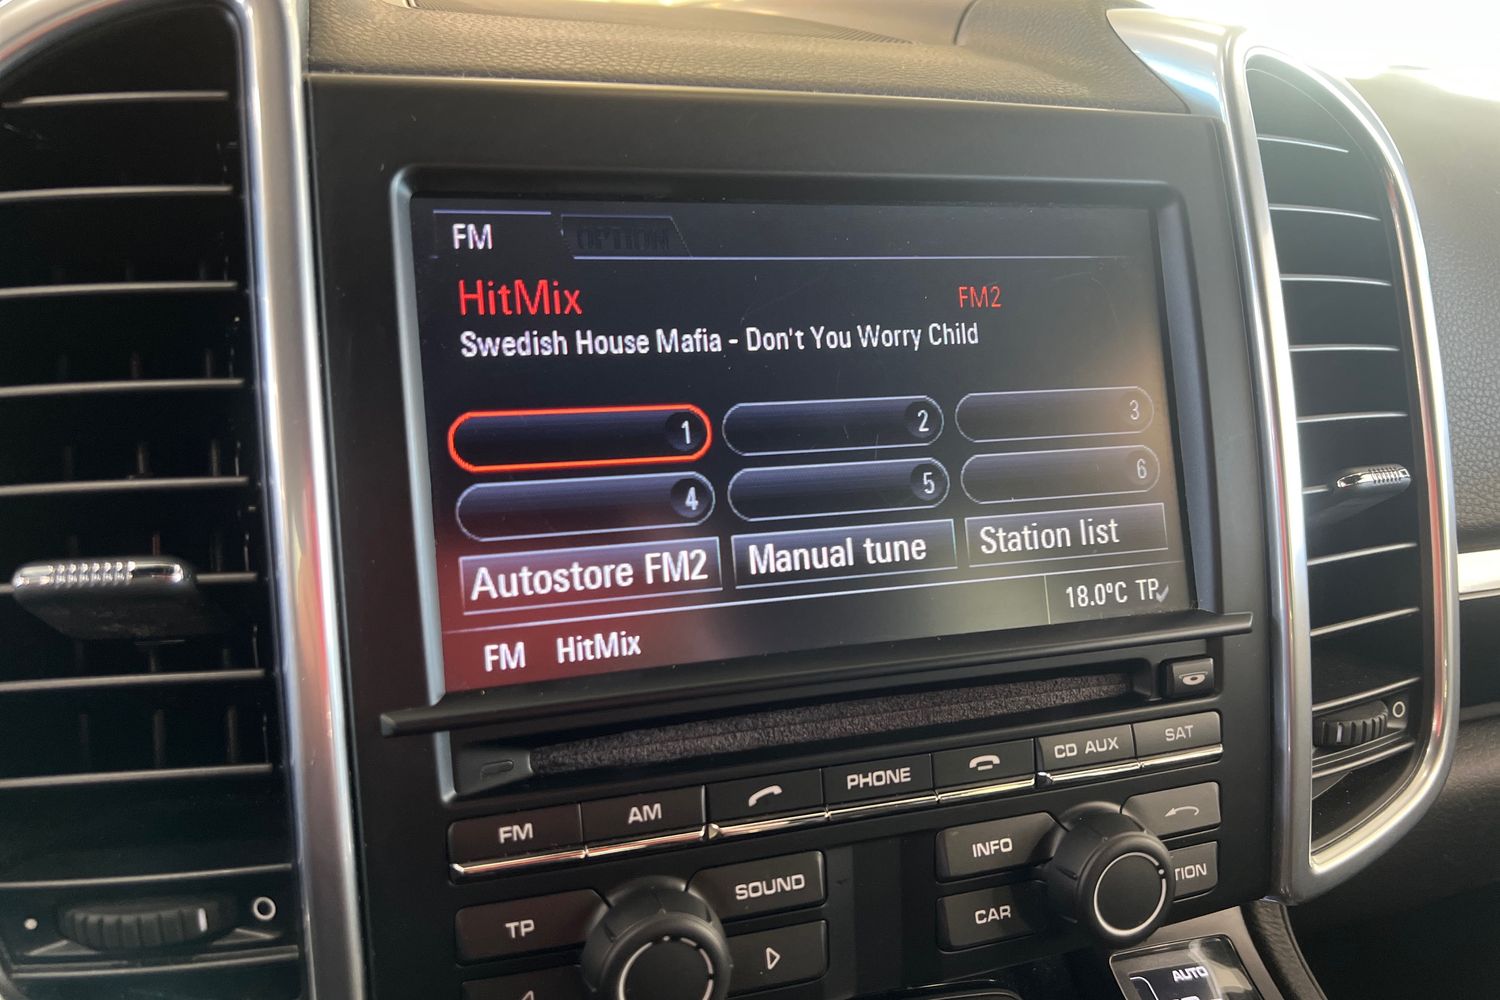 FM OPTION
HitMix FM2
Swedish House Mafia - Don't You Worry Child
1 2 3
4 5 6
Autostore FM2 Manual tune Station list
18.0ºC TP
FM HitMix
FM AM PHONE CD AUX SAT
TP SOUND INFO
CAR TION
AUTO